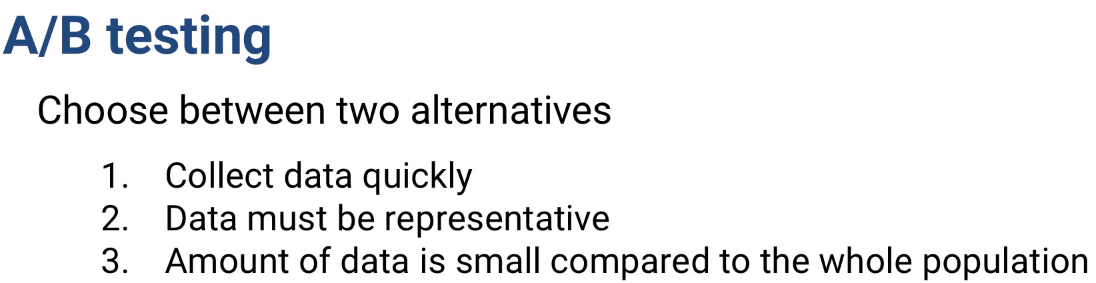 A/B testing
Choose between two alternatives
1. Collect data quickly
2. Data must be representative
3. Amount of data is small compared to the whole population